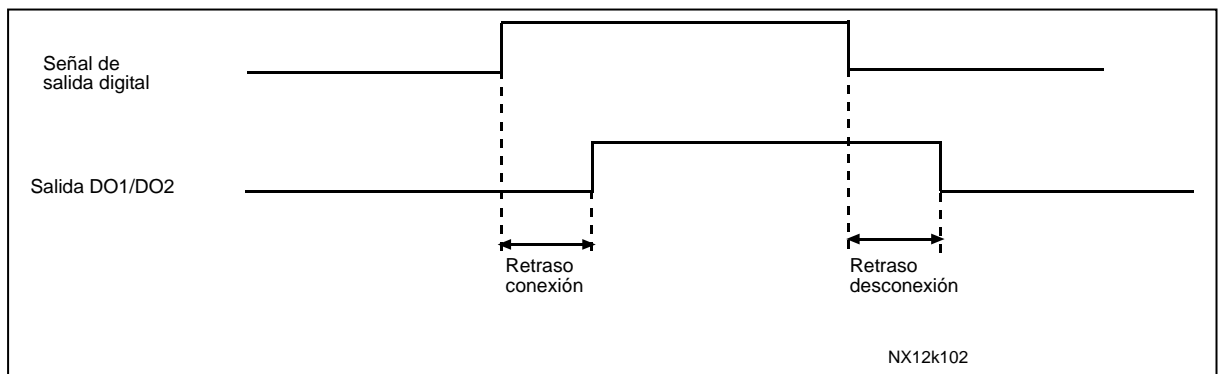 Señal de
salida digital
Salida DO1/DO2
Retraso
conexión
Retraso
desconexión
NX12k102